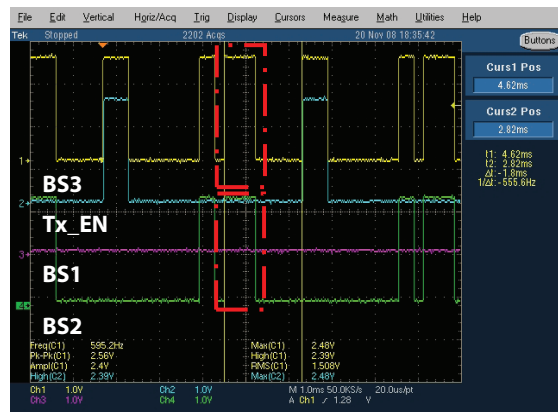 File Edit Vertical Horiz/Acq Trig Display Cursors Measure Math Utilities Help
Tek Stopped 2202 Acqs 20 Nov 08 18:35:42
Buttons
Curs1 Pos
4.62ms
Curs2 Pos
2.82ms
t1: 4.62ms
t2: 2.82ms
Δt: -1.8ms
1/Δt: -555.6Hz
1
BS3
2
Tx_EN
3
BS1
4
BS2
Freq(C1) 595.2Hz Max(C1) 2.48V
Pk-Pk(C1) 2.56V High(C1) 2.39V
Ampl(C1) 2.4V RMS(C1) 1.508V
High(C2) 2.39V Max(C2) 2.48V
Ch1 1.0V Ch2 1.0V M 1.0ms 50.0KS/s 20.0us/pt
Ch3 1.0V Ch4 1.0V A Ch1 ⁄ 1.28 V